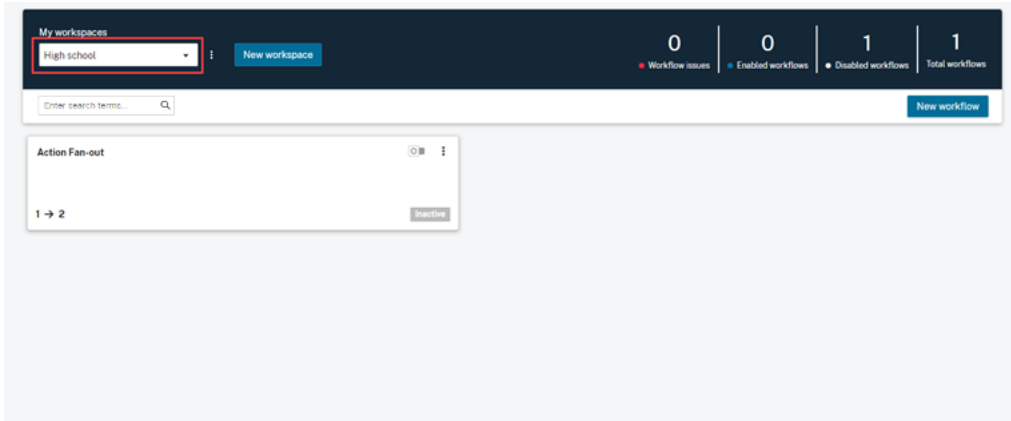 My workspaces
High school
New workspace
0
Workflow issues
0
Enabled workflows
1
Disabled workflows
1
Total workflows
Enter search terms...
New workflow
Action Fan-out
1 → 2
Inactive